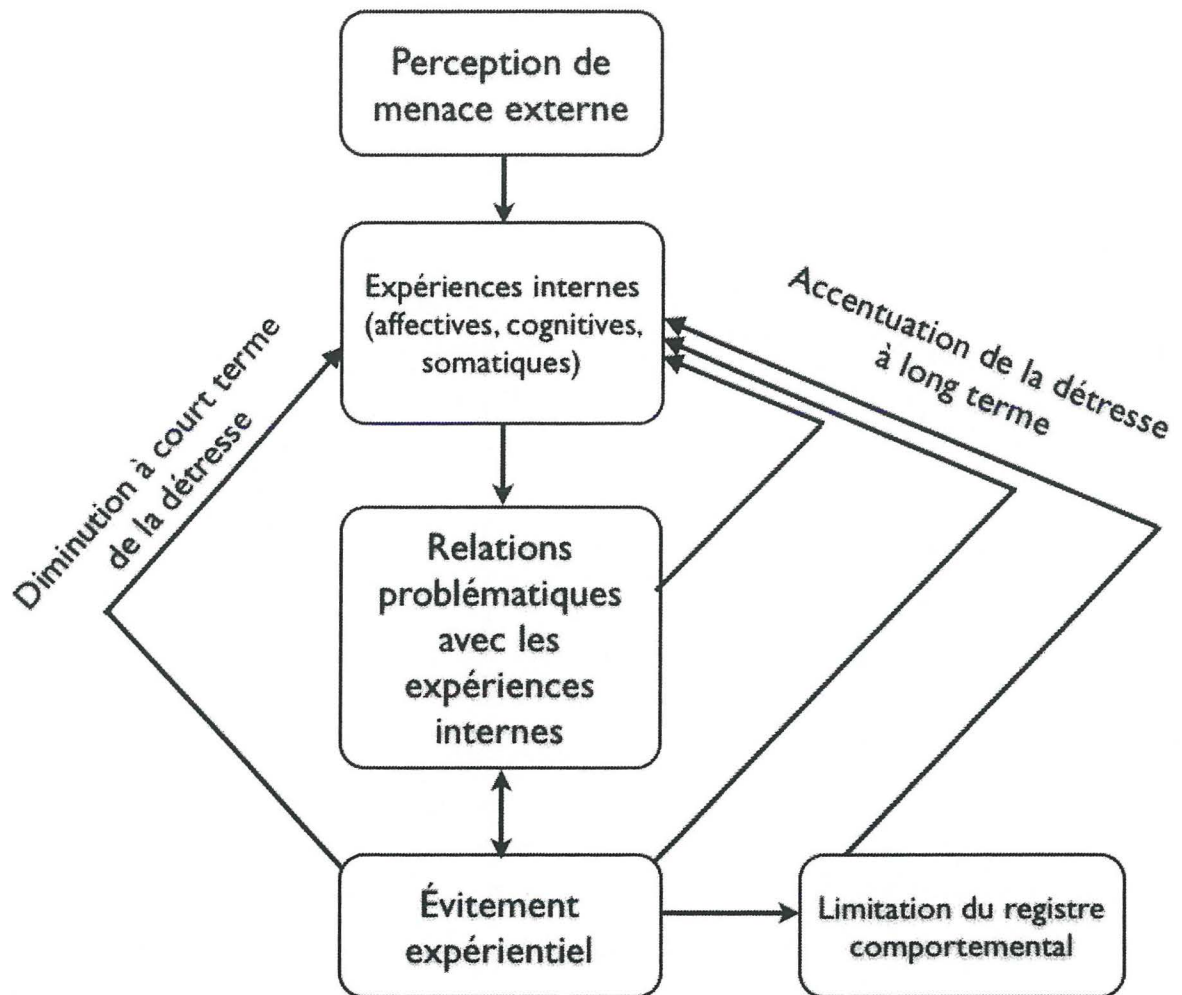 Perception de
menace externe
Expériences internes
(affectives, cognitives,
somatiques)
Diminution à court terme
de la détresse
Accentuation de la détresse
à long terme
Relations
problématiques
avec les
expériences
internes
Évitement
expérientiel
Limitation du registre
comportemental